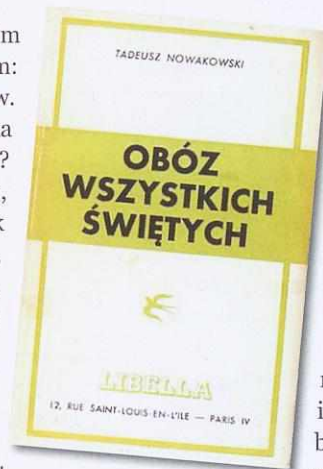 TADEUSZ NOWAKOWSKI
OBÓZ
WSZYSTKICH
ŚWIĘTYCH
LIBELLA
12, RUE SAINT-LOUIS-EN-L'ILE — PARIS IV